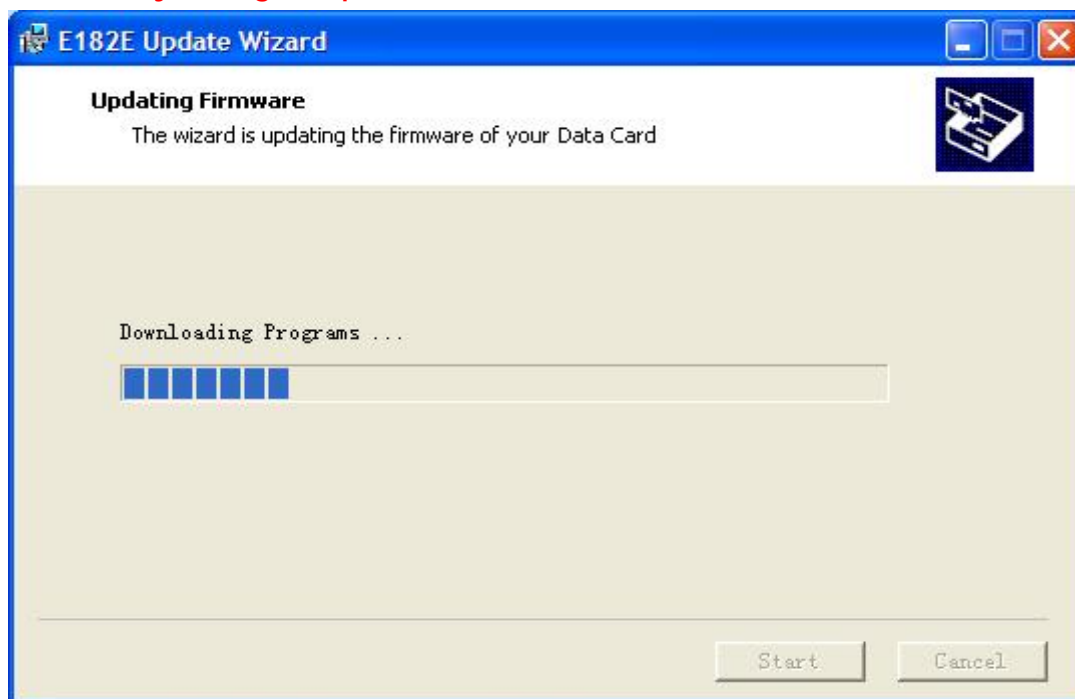 E182E Update Wizard
Updating Firmware
The wizard is updating the firmware of your Data Card
Downloading Programs ...
Start
Cancel